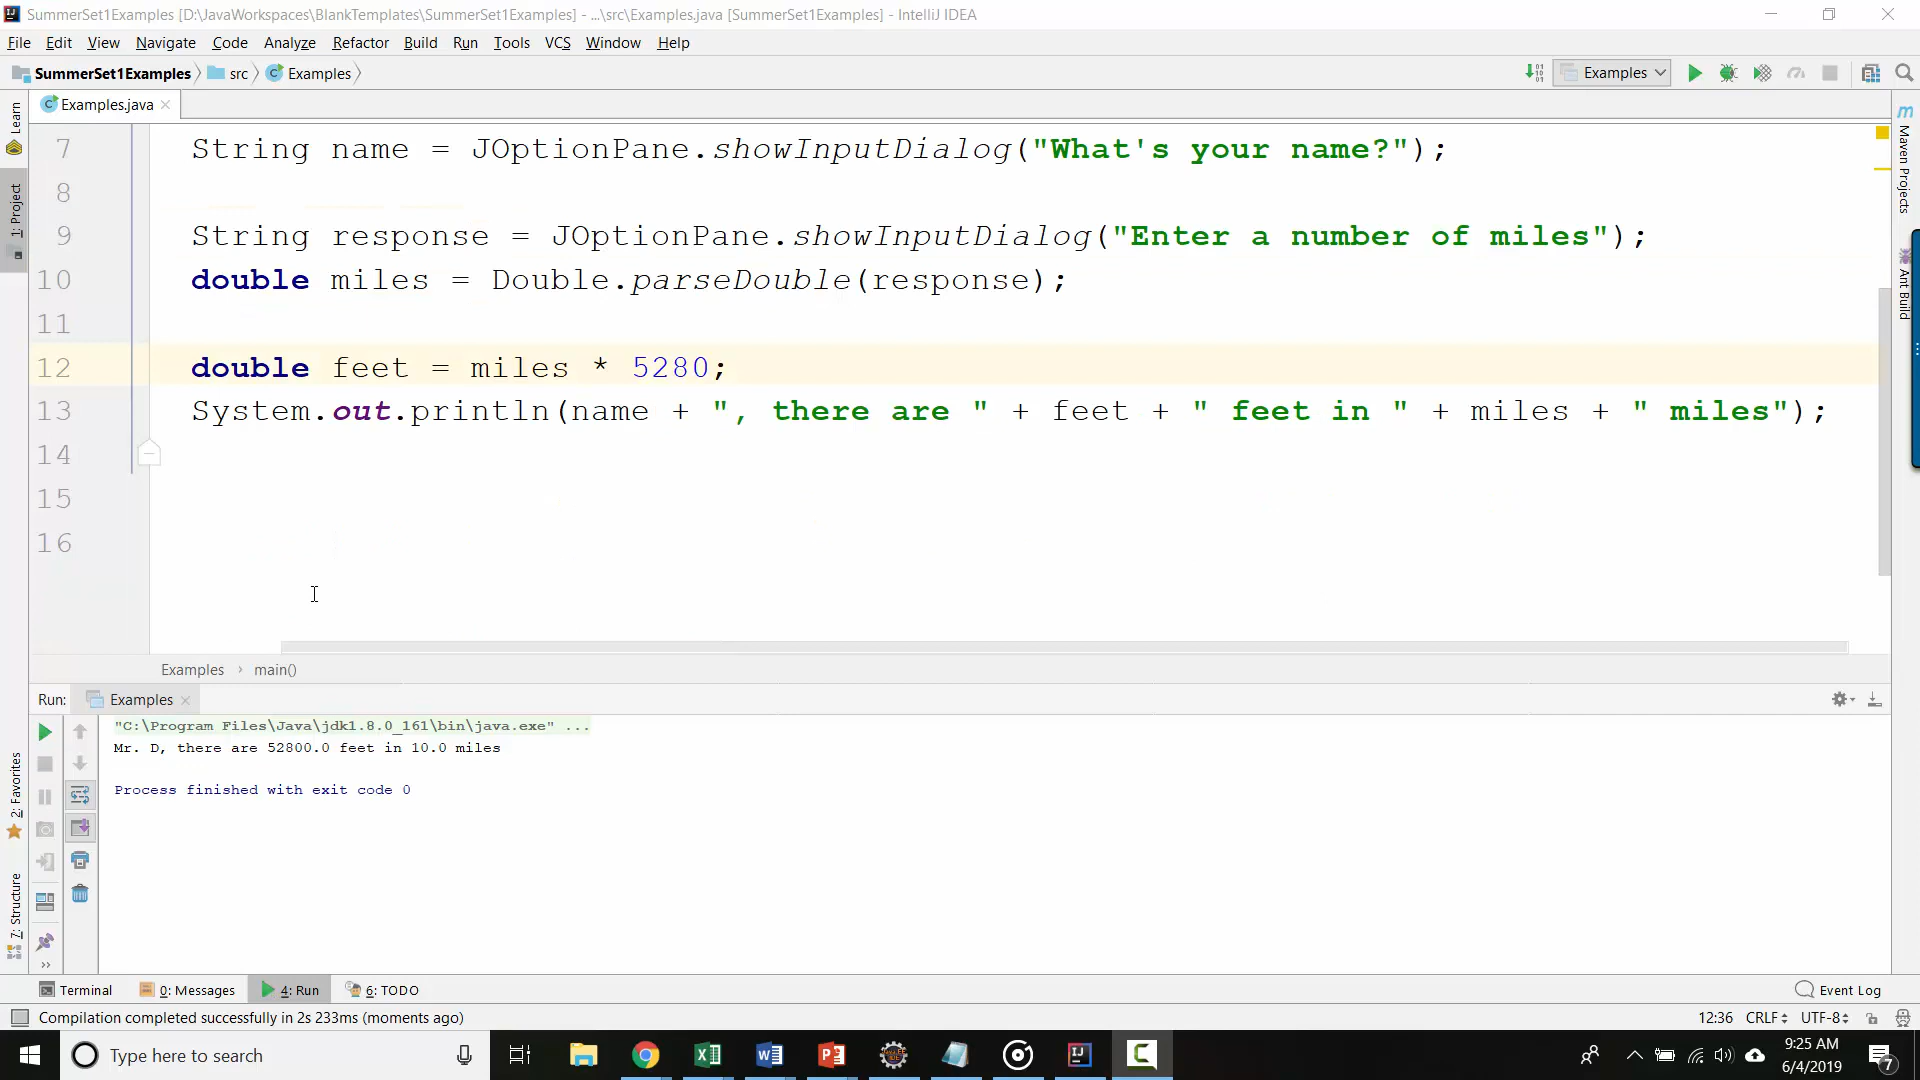 SummerSet1Examples [D:\JavaWorkspaces\BlankTemplates\SummerSet1Examples] - ...\src\Examples.java [SummerSet1Examples] - IntelliJ IDEA
File Edit View Navigate Code Analyze Refactor Build Run Tools VCS Window Help
SummerSet1Examples src Examples
Examples
Examples.java
7 String name = JOptionPane.showInputDialog("What's your name?");
8
9 String response = JOptionPane.showInputDialog("Enter a number of miles");
10 double miles = Double.parseDouble(response);
11
12 double feet = miles * 5280;
13 System.out.println(name + ", there are " + feet + " feet in " + miles + " miles");
14
15
16
Learn
1: Project
2: Favorites
7: Structure
Maven Projects
Ant Build
Examples › main()
Run: Examples
"C:\Program Files\Java\jdk1.8.0_161\bin\java.exe" ...
Mr. D, there are 52800.0 feet in 10.0 miles
Process finished with exit code 0
Terminal 0: Messages 4: Run 6: TODO Event Log
Compilation completed successfully in 2s 233ms (moments ago) 12:36 CRLF UTF-8
Type here to search
9:25 AM
6/4/2019
7